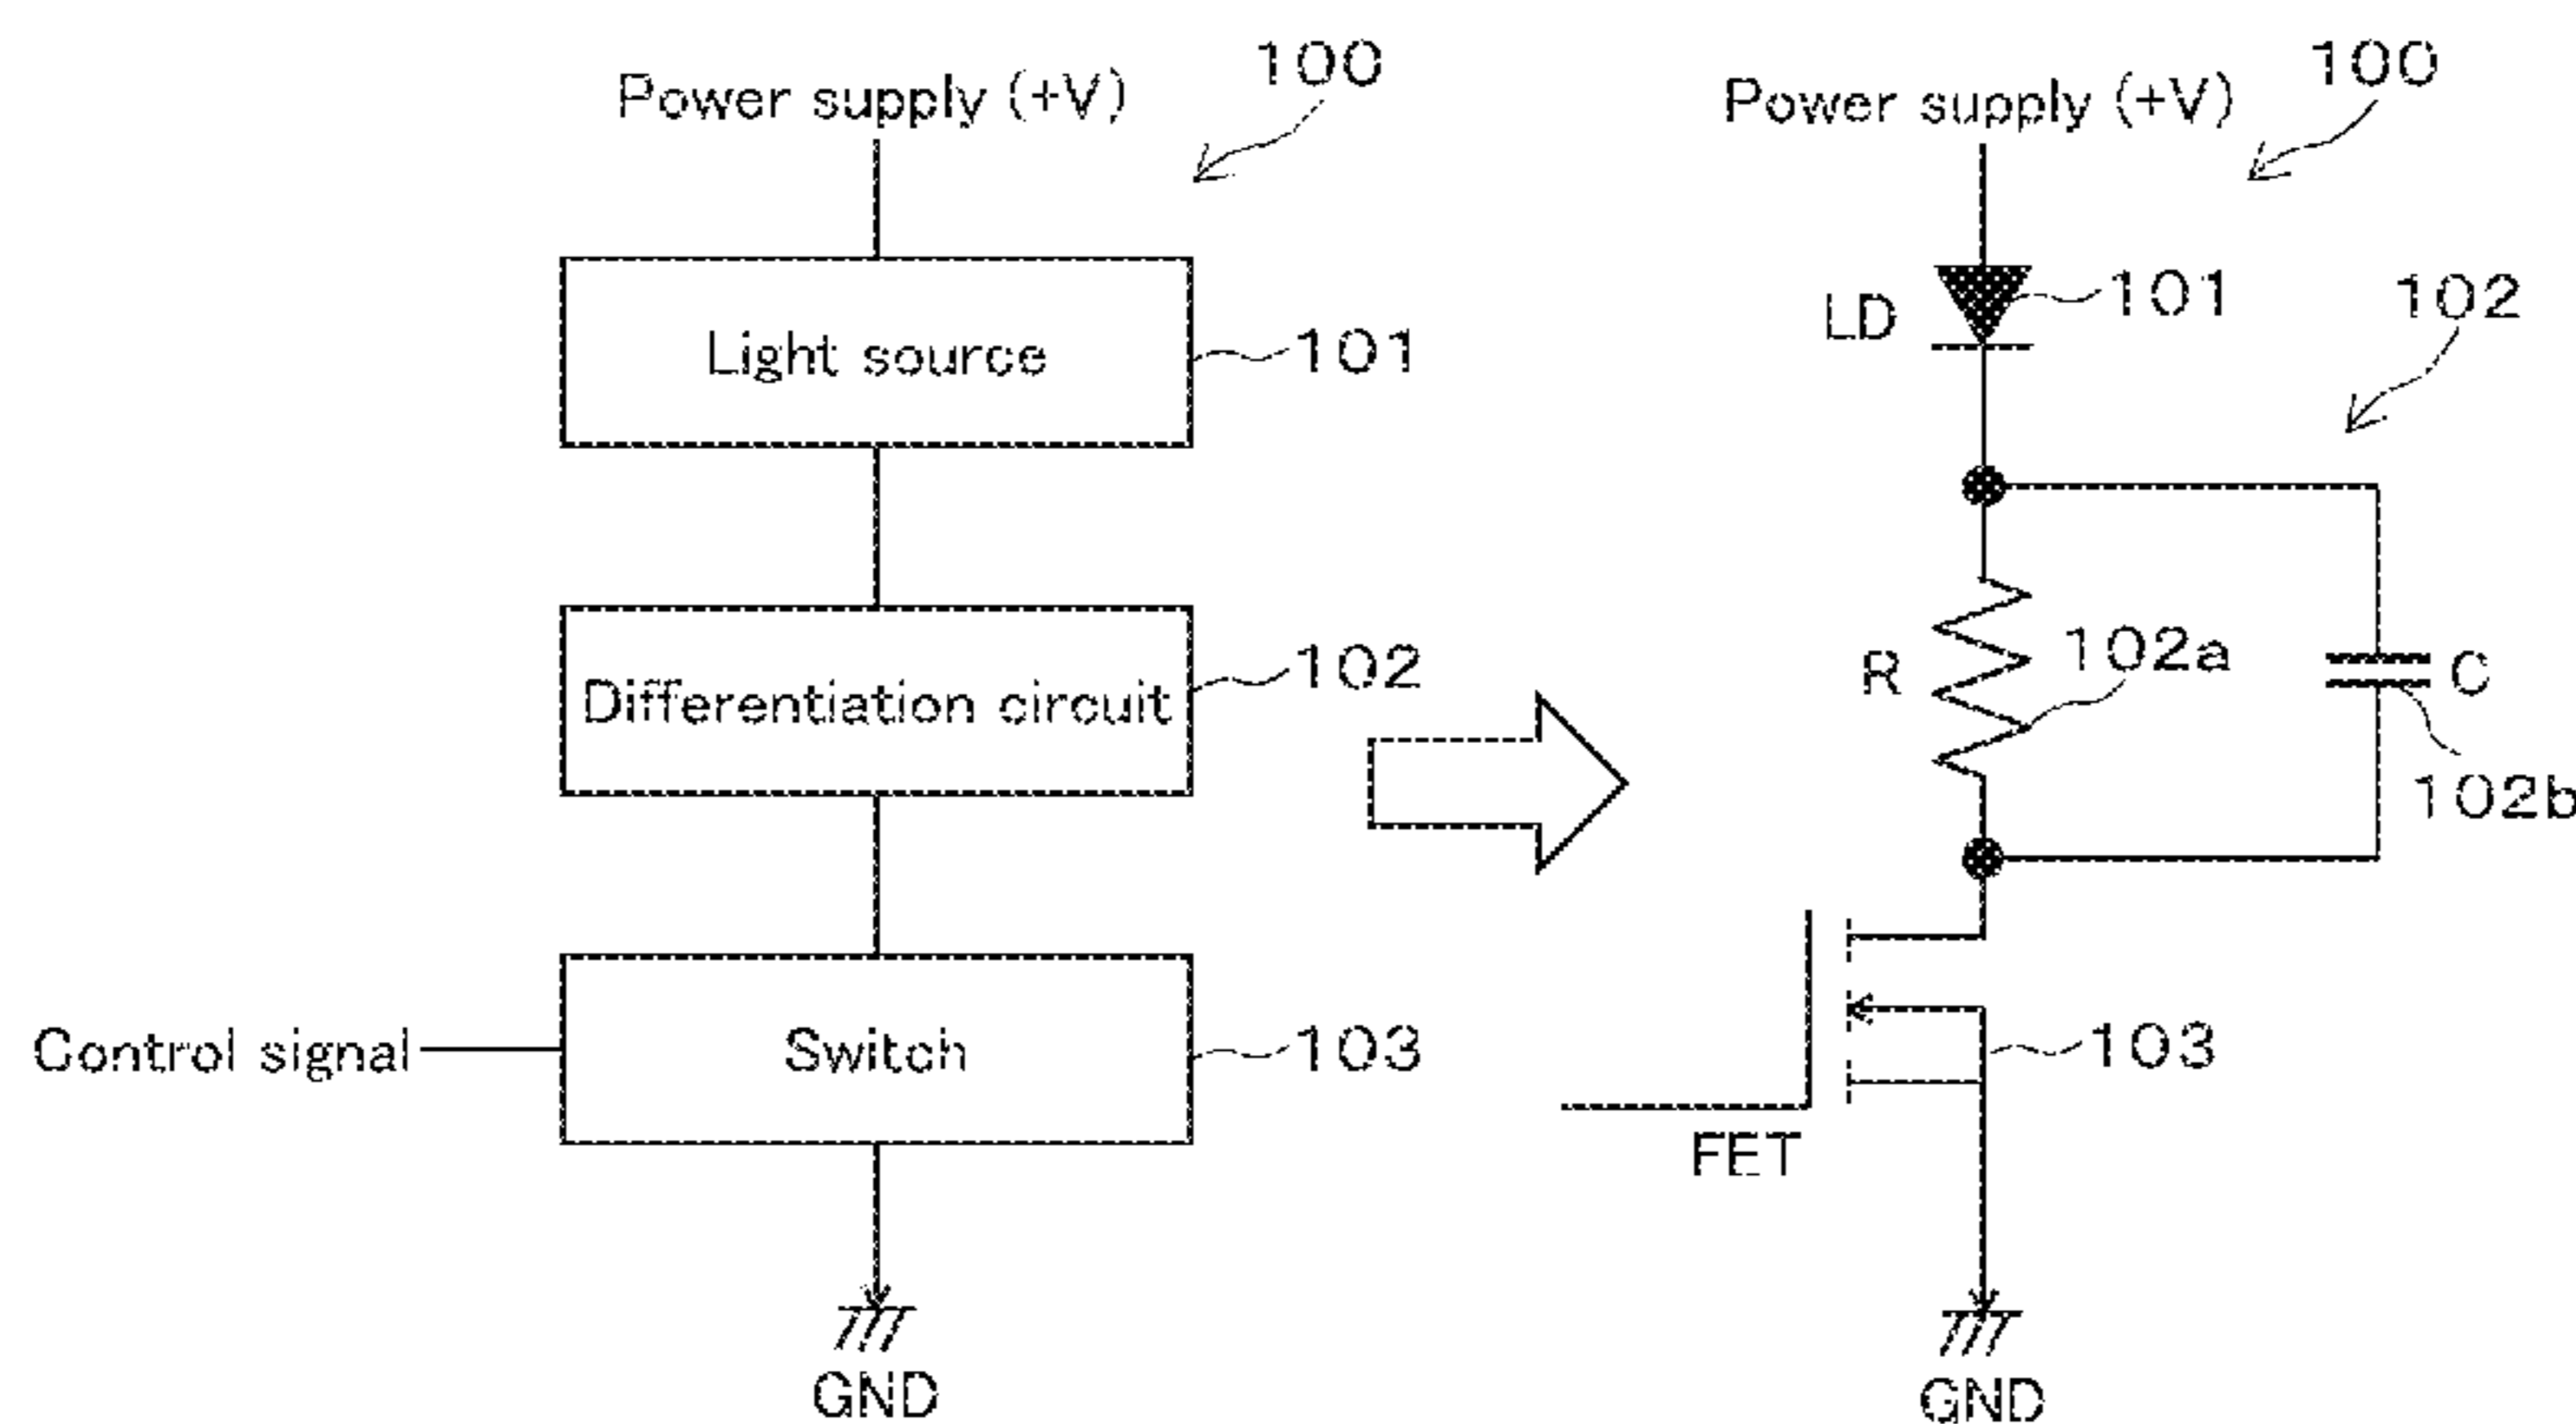 Power supply (+V)
100
Light source
101
Differentiation circuit
102
Control signal
Switch
103
GND
Power supply (+V)
100
LD
101
102
R
102a
C
102b
FET
103
GND